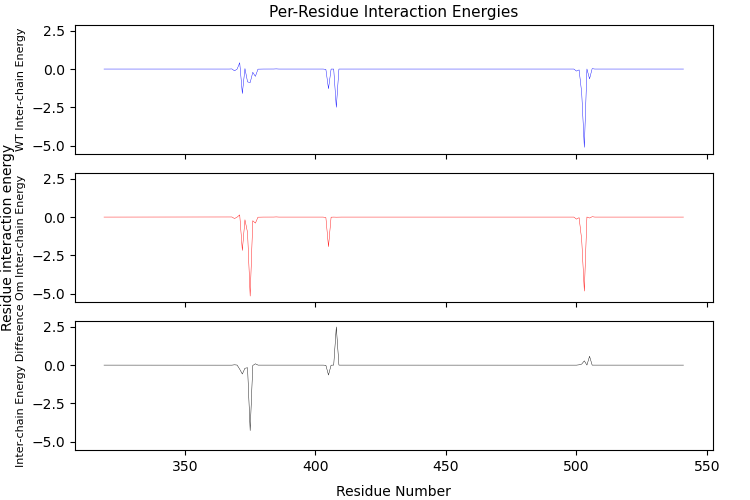 Per-Residue Interaction Energies
Residue interaction energy
WT Inter-chain Energy
2.5
0.0
−2.5
−5.0
Om Inter-chain Energy
2.5
0.0
−2.5
−5.0
Inter-chain Energy Difference
2.5
0.0
−2.5
−5.0
350
400
450
500
550
Residue Number